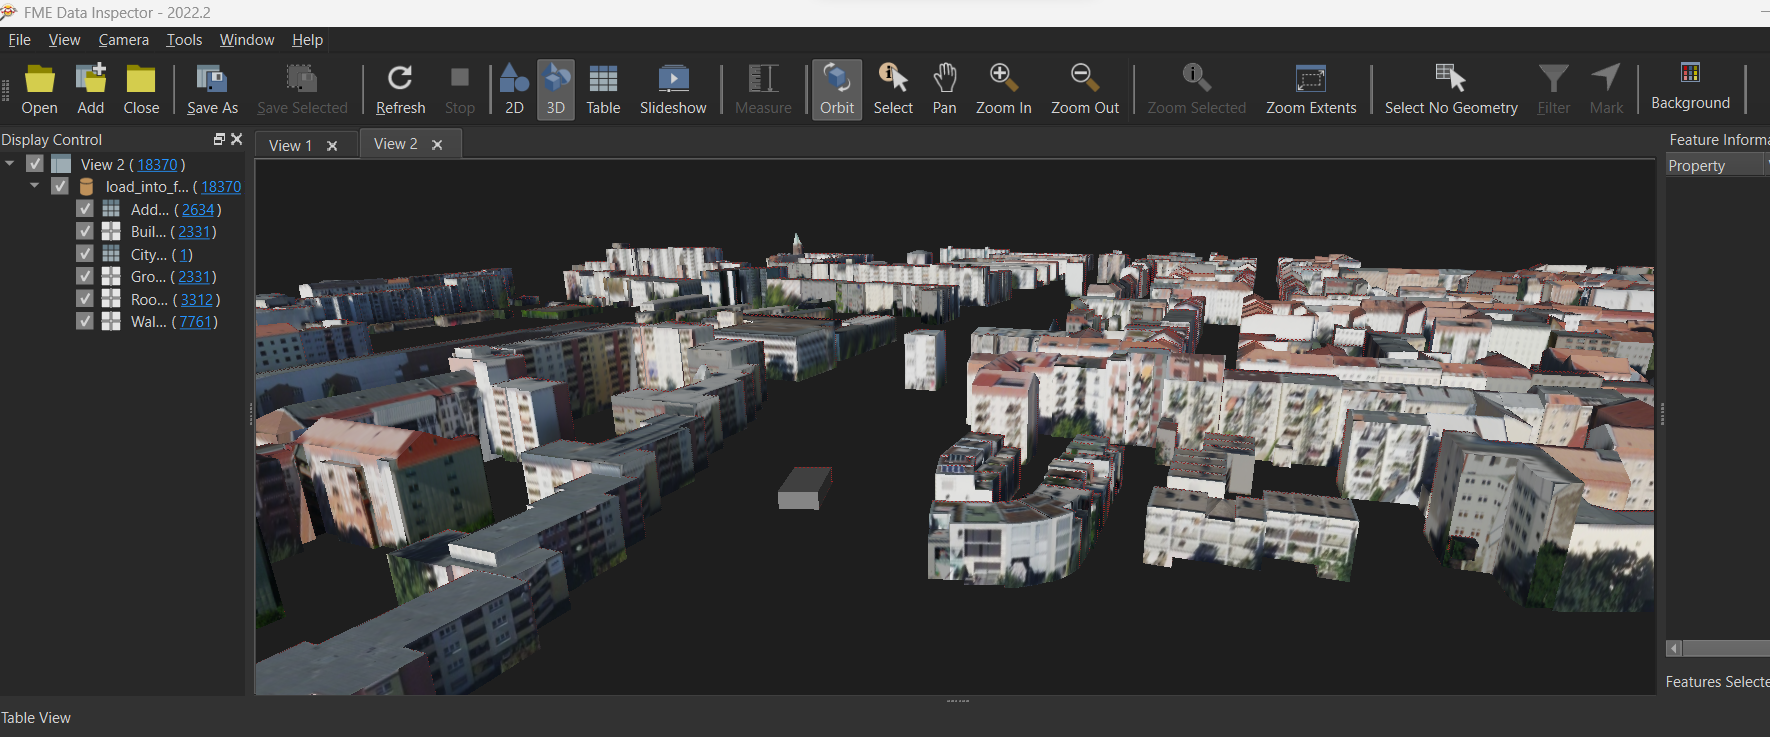 FME Data Inspector - 2022.2
File View Camera Tools Window Help
Open Add Close Save As Save Selected Refresh Stop 2D 3D Table Slideshow Measure Orbit Select Pan Zoom In Zoom Out Zoom Selected Zoom Extents Select No Geometry Filter Mark Background
Display Control
View 1 View 2
Feature Informa
View 2 ( 18370 )
Property
load_into_f... ( 18370
Add... ( 2634 )
Buil... ( 2331)
City... ( 1)
Gro... ( 2331)
Roo... ( 3312 )
Wal... ( 7761)
Features Selecte
Table View